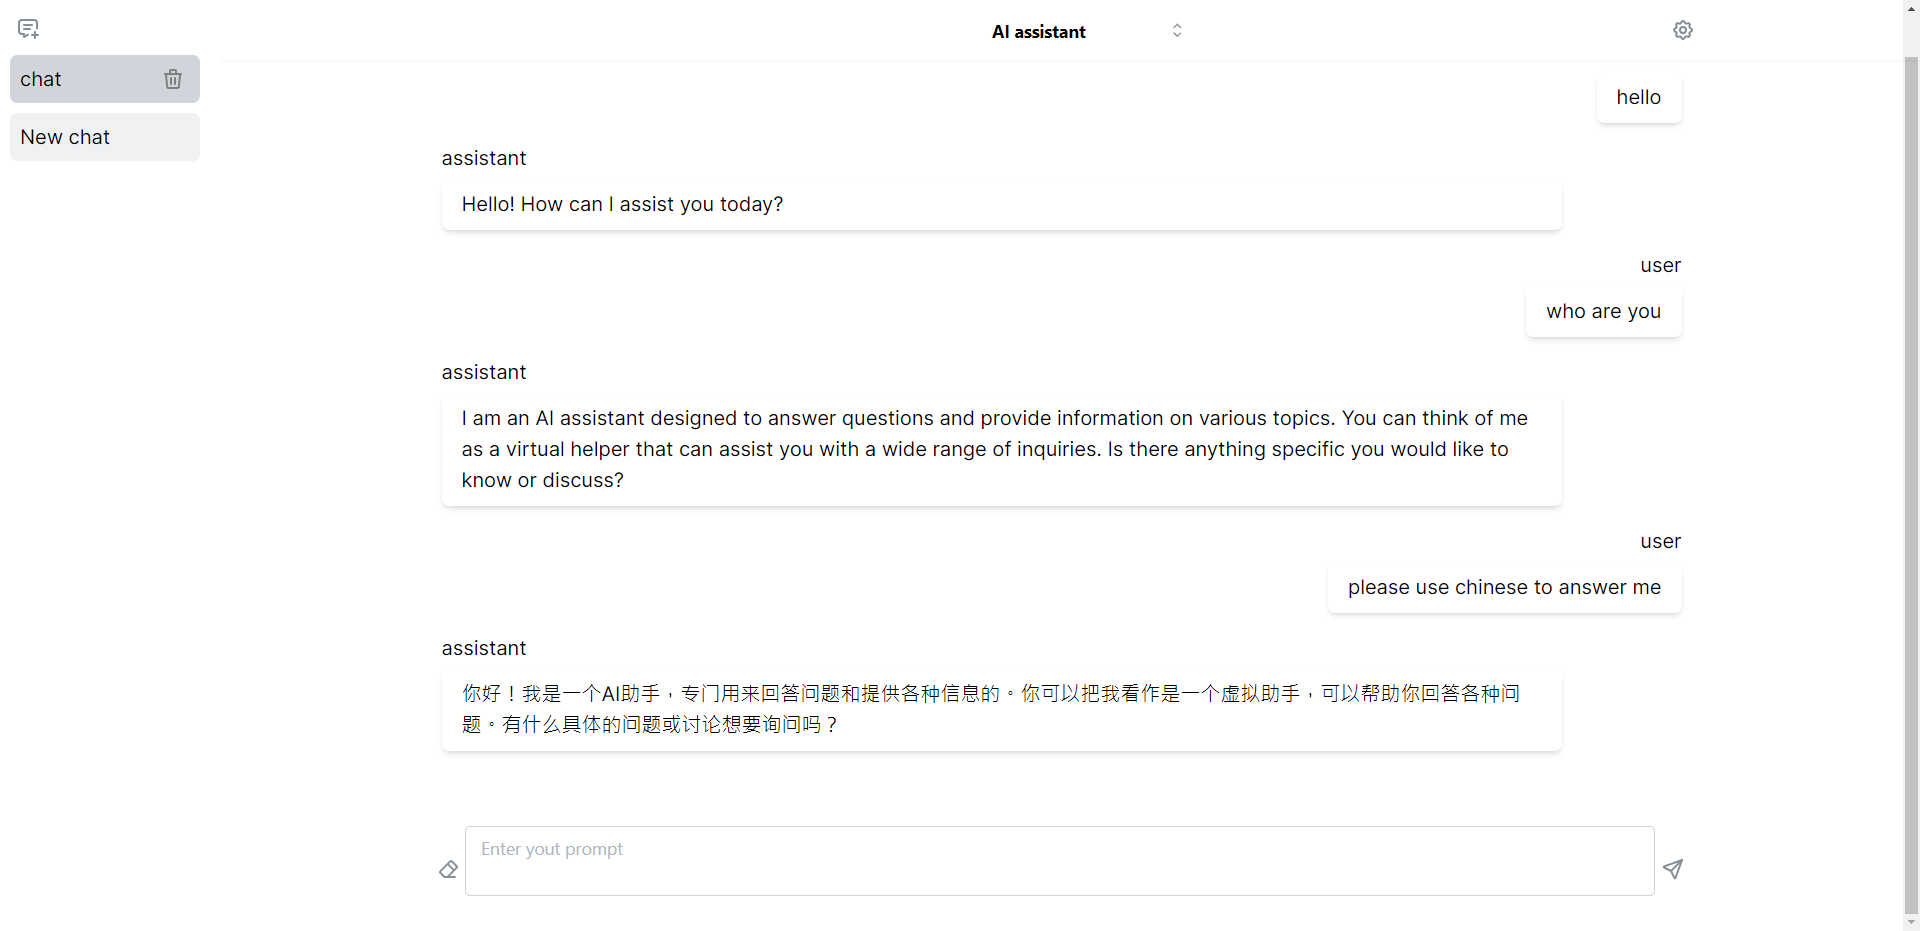 AI assistant
chat
New chat
hello
assistant
Hello! How can I assist you today?
user
who are you
assistant
I am an AI assistant designed to answer questions and provide information on various topics. You can think of me
as a virtual helper that can assist you with a wide range of inquiries. Is there anything specific you would like to
know or discuss?
user
please use chinese to answer me
assistant
你好！我是一个AI助手，专门用来回答问题和提供各种信息的。你可以把我看作是一个虚拟助手，可以帮助你回答各种问
题。有什么具体的问题或讨论想要询问吗？
Enter yout prompt